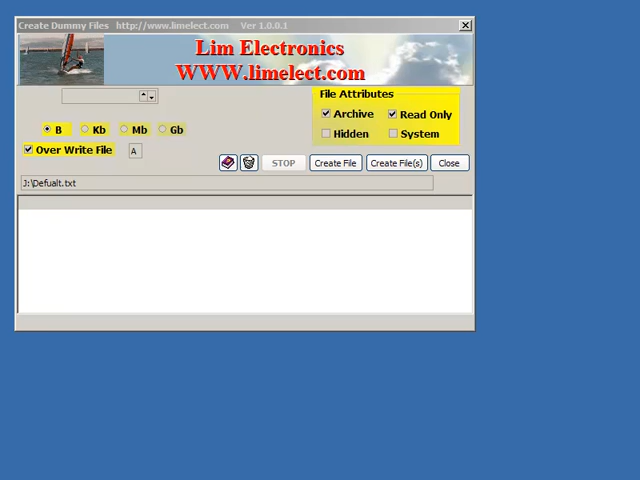 Create Dummy Files http://www.limelect.com Ver 1.0.0.1
Lim Electronics
WWW.limelect.com
File Attributes
Archive
Read Only
Hidden
System
B
Kb
Mb
Gb
Over Write File
A
STOP
Create File
Create File(s)
Close
J:\Defualt.txt